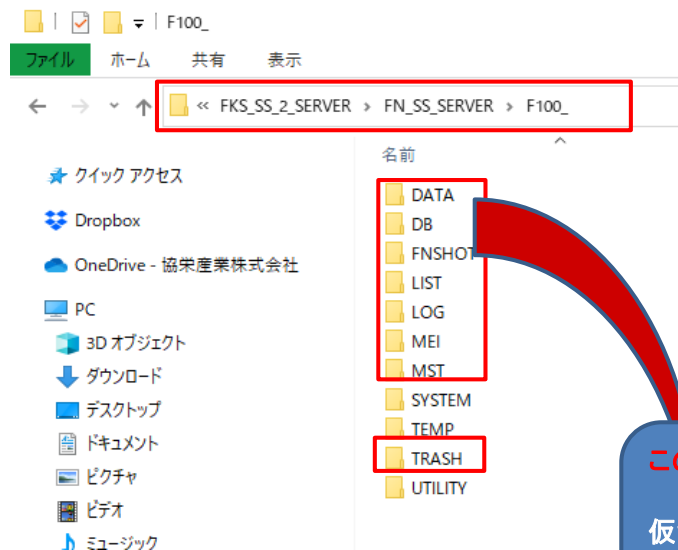 F100_
ファイル ホーム 共有 表示
« FKS_SS_2_SERVER > FN_SS_SERVER > F100_
名前
クイック アクセス
Dropbox
OneDrive - 協栄産業株式会社
PC
3D オブジェクト
ダウンロード
デスクトップ
ドキュメント
ピクチャ
ビデオ
ミュージック
DATA
DB
FNSHOT
LIST
LOG
MEI
MST
SYSTEM
TEMP
TRASH
UTILITY
この
仮